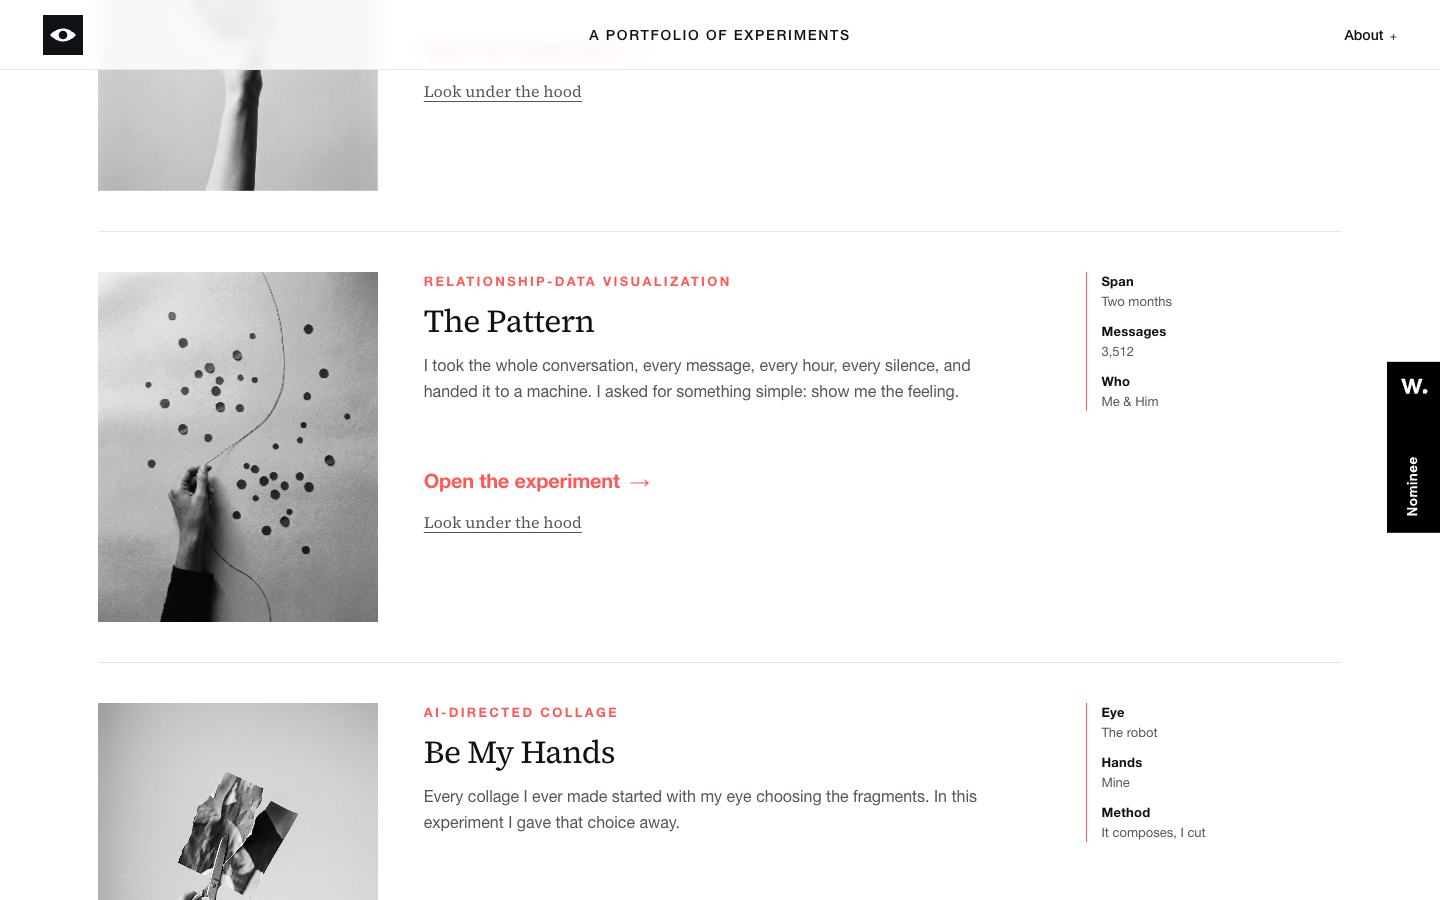 A PORTFOLIO OF EXPERIMENTS
About +
Look under the hood
RELATIONSHIP-DATA VISUALIZATION
The Pattern
I took the whole conversation, every message, every hour, every silence, and
handed it to a machine. I asked for something simple: show me the feeling.
Open the experiment →
Look under the hood
Span
Two months
Messages
3,512
Who
Me & Him
W.
Nominee
AI-DIRECTED COLLAGE
Be My Hands
Every collage I ever made started with my eye choosing the fragments. In this
experiment I gave that choice away.
Eye
The robot
Hands
Mine
Method
It composes, I cut